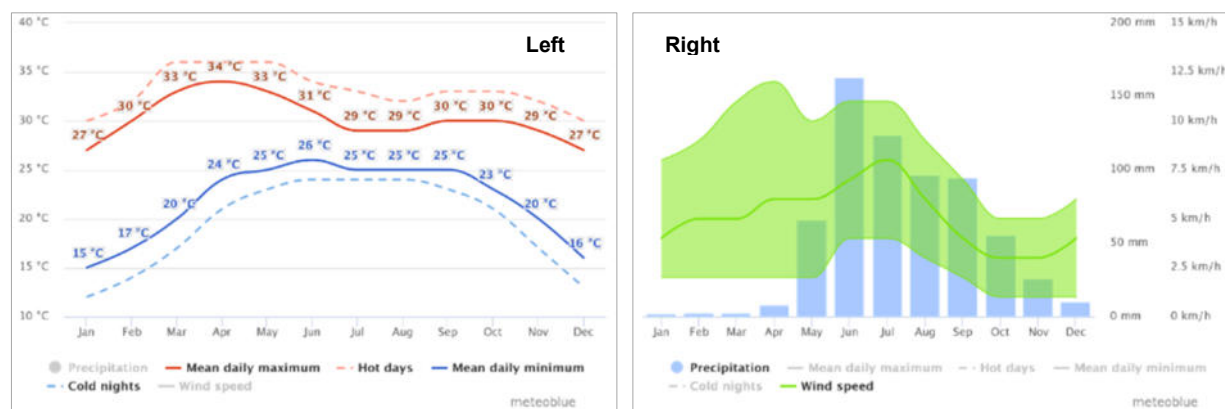 40 °C
Left
35 °C
30 °C
25 °C
20 °C
15 °C
10 °C
27 °C
30 °C
33 °C
34 °C
33 °C
31 °C
29 °C
29 °C
30 °C
30 °C
29 °C
27 °C
15 °C
17 °C
20 °C
24 °C
25 °C
26 °C
25 °C
25 °C
25 °C
23 °C
20 °C
16 °C
Jan Feb Mar Apr May Jun Jul Aug Sep Oct Nov Dec
Precipitation Mean daily maximum Hot days Mean daily minimum
Cold nights Wind speed
meteoblue
Right
200 mm 15 km/h
12.5 km/h
150 mm
10 km/h
100 mm 7.5 km/h
5 km/h
50 mm
2.5 km/h
0 mm 0 km/h
Jan Feb Mar Apr May Jun Jul Aug Sep Oct Nov Dec
Precipitation Mean daily maximum Hot days Mean daily minimum
Cold nights Wind speed
meteoblue